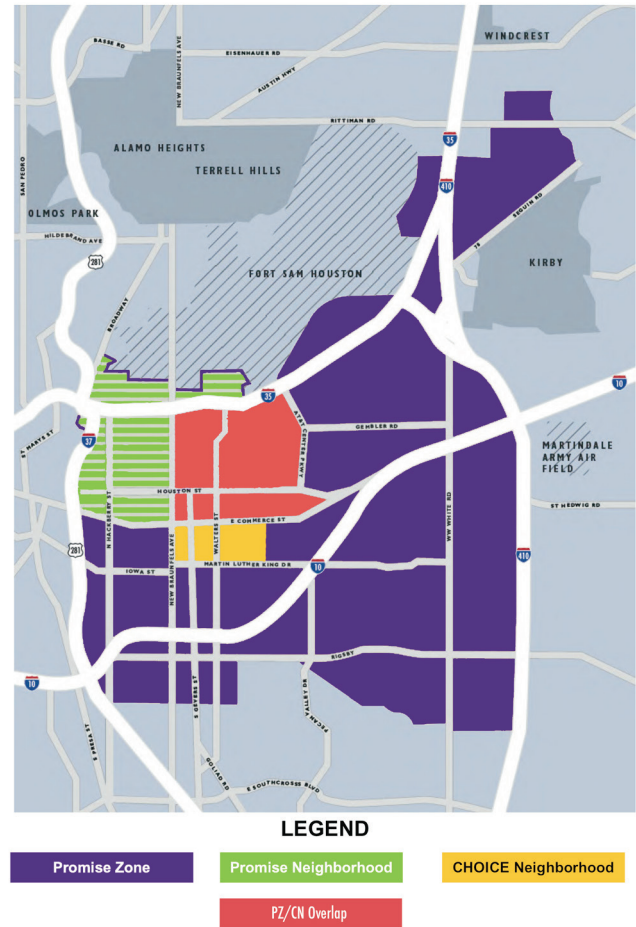 WINDCREST
BASSE RD
NEW BRAUNFELS AVE
EISENHAUER RD
AUSTIN HWY
RITTIMAN RD
35
ALAMO HEIGHTS
SAN PEDRO
TERRELL HILLS
410
OLMOS PARK
SEGUIN RD
HILDEBRAND AVE
78
281
KIRBY
FORT SAM HOUSTON
BROADWAY
10
35
AT&T CENTER PKWY
GEMBLER RD
ST MARYS ST
37
MARTINDALE
ARMY AIR
FIELD
HOUSTON ST
WW WHITE RD
ST HEDWIG RD
N HACKBERRY ST
E COMMERCE ST
281
NEW BRAUNFELS AVE
WALTERS ST
410
MARTIN LUTHER KING DR
10
IOWA ST
RIGSBY
10
S GEVERS ST
PECAN
VALLEY DR
S PRESA ST
GOLIAD RD
E SOUTHCROSS BLVD
LEGEND
Promise Zone
Promise Neighborhood
CHOICE Neighborhood
PZ/CN Overlap